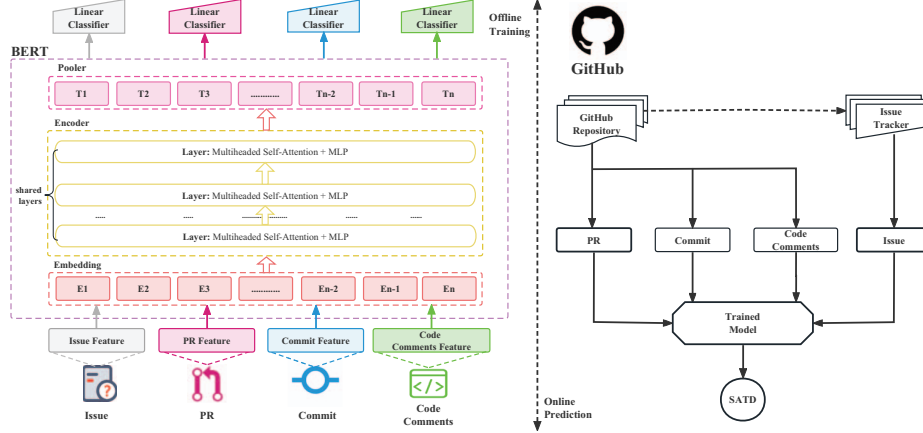 Linear
Classifier
Linear
Classifier
Linear
Classifier
Linear
Classifier
Offline
Training
BERT
Pooler
T1 T2 T3 ............ Tn-2 Tn-1 Tn
Encoder
Layer: Multiheaded Self-Attention + MLP
shared
layers
Layer: Multiheaded Self-Attention + MLP
..... ..... ..... ..... ..... .....
Layer: Multiheaded Self-Attention + MLP
Embedding
E1 E2 E3 ............ En-2 En-1 En
Issue Feature
PR Feature
Commit Feature
Code
Comments Feature
Issue
PR
Commit
Code
Comments
Online
Prediction
GitHub
GitHub
Repository
Issue
Tracker
PR
Commit
Code
Comments
Issue
Trained
Model
SATD